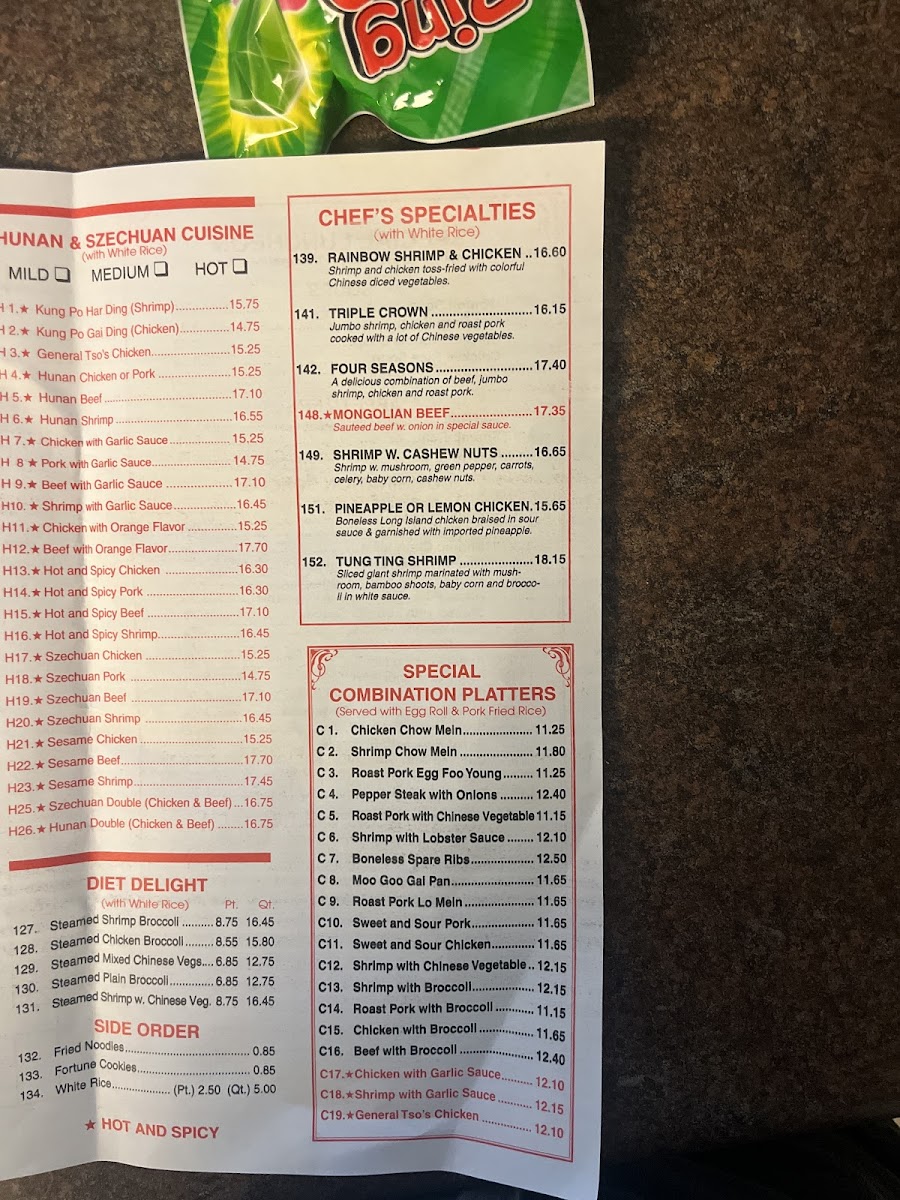 Ring
HUNAN & SZECHUAN CUISINE
(with White Rice)
MILD ❏ MEDIUM ❏ HOT ❏
H 1.★ Kung Po Har Ding (Shrimp)................15.75
H 2.★ Kung Po Gai Ding (Chicken)...............14.75
H 3.★ General Tso's Chicken........................15.25
H 4.★ Hunan Chicken or Pork ......................15.25
H 5.★ Hunan Beef .......................................17.10
H 6.★ Hunan Shrimp ...................................16.55
H 7.★ Chicken with Garlic Sauce..................15.25
H 8 ★ Pork with Garlic Sauce.......................14.75
H 9.★ Beef with Garlic Sauce ......................17.10
H10. ★ Shrimp with Garlic Sauce...................16.45
H11.★ Chicken with Orange Flavor ...............15.25
H12.★ Beef with Orange Flavor.....................17.70
H13.★ Hot and Spicy Chicken .......................16.30
H14.★ Hot and Spicy Pork ............................16.30
H15.★ Hot and Spicy Beef ............................17.10
H16.★ Hot and Spicy Shrimp.........................16.45
H17.★ Szechuan Chicken .............................15.25
H18.★ Szechuan Pork ..................................14.75
H19.★ Szechuan Beef ..................................17.10
H20.★ Szechuan Shrimp ..............................16.45
H21.★ Sesame Chicken ...............................15.25
H22.★ Sesame Beef.....................................17.70
H23.★ Sesame Shrimp.................................17.45
H25.★ Szechuan Double (Chicken & Beef)...16.75
H26.★ Hunan Double (Chicken & Beef) ........16.75
DIET DELIGHT
(with White Rice) Pt. Qt.
127. Steamed Shrimp Broccoli ..........8.75 16.45
128. Steamed Chicken Broccoli.........8.55 15.80
129. Steamed Mixed Chinese Vegs....6.85 12.75
130. Steamed Plain Broccoli.............6.85 12.75
131. Steamed Shrimp w. Chinese Veg. 8.75 16.45
SIDE ORDER
132. Fried Noodles...................................... 0.85
133. Fortune Cookies.................................. 0.85
134. White Rice.................... (Pt.) 2.50 (Qt.) 5.00
★ HOT AND SPICY
CHEF'S SPECIALTIES
(with White Rice)
139. RAINBOW SHRIMP & CHICKEN ..16.60
Shrimp and chicken toss-fried with colorful
Chinese diced vegetables.
141. TRIPLE CROWN ..........................16.15
Jumbo shrimp, chicken and roast pork
cooked with a lot of Chinese vegetables.
142. FOUR SEASONS .........................17.40
A delicious combination of beef, jumbo
shrimp, chicken and roast pork.
148.★MONGOLIAN BEEF.....................17.35
Sauteed beef w. onion in special sauce.
149. SHRIMP W. CASHEW NUTS .........16.65
Shrimp w. mushroom, green pepper, carrots,
celery, baby corn, cashew nuts.
151. PINEAPPLE OR LEMON CHICKEN.15.65
Boneless Long Island chicken braised in sour
sauce & garnished with imported pineapple.
152. TUNG TING SHRIMP ....................18.15
Sliced giant shrimp marinated with mush-
room, bamboo shoots, baby corn and brocco-
li in white sauce.
SPECIAL
COMBINATION PLATTERS
(Served with Egg Roll & Pork Fried Rice)
C 1. Chicken Chow Mein..................... 11.25
C 2. Shrimp Chow Mein ...................... 11.80
C 3. Roast Pork Egg Foo Young......... 11.25
C 4. Pepper Steak with Onions .......... 12.40
C 5. Roast Pork with Chinese Vegetable 11.15
C 6. Shrimp with Lobster Sauce ........ 12.10
C 7. Boneless Spare Ribs................... 12.50
C 8. Moo Goo Gai Pan......................... 11.65
C 9. Roast Pork Lo Mein..................... 11.65
C10. Sweet and Sour Pork................... 11.65
C11. Sweet and Sour Chicken............. 11.65
C12. Shrimp with Chinese Vegetable.. 12.15
C13. Shrimp with Broccoli................... 12.15
C14. Roast Pork with Broccoli ............ 11.15
C15. Chicken with Broccoli ................. 11.65
C16. Beef with Broccoli ...................... 12.40
C17.★Chicken with Garlic Sauce......... 12.10
C18.★Shrimp with Garlic Sauce .......... 12.15
C19.★General Tso's Chicken ............... 12.10